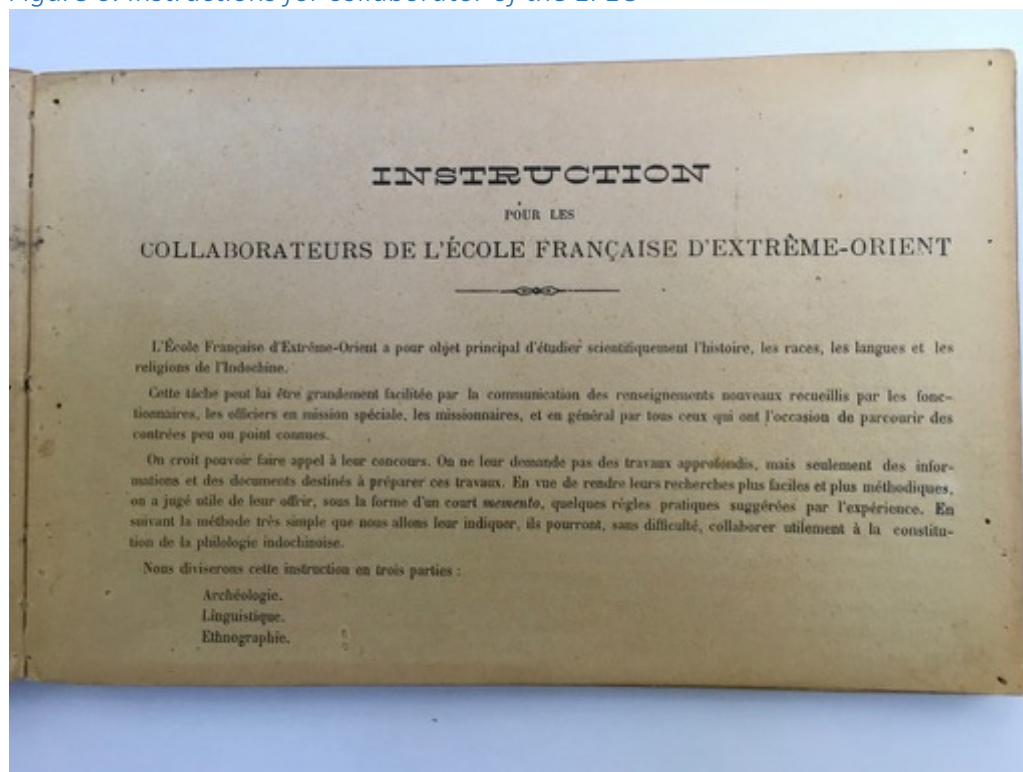 INSTRUCTION
POUR LES
COLLABORATEURS DE L'ÉCOLE FRANÇAISE D'EXTRÊME-ORIENT
L'École Française d'Extrême-Orient a pour objet principal d'étudier scientifiquement l'histoire, les races, les langues et les
religions de l'Indochine.
Cette tâche peut lui être grandement facilitée par la communication des renseignements nouveaux recueillis par les fonc-
tionnaires, les officiers en mission spéciale, les missionnaires, et en général par tous ceux qui ont l'occasion de parcourir des
contrées peu ou point connues.
On croit pouvoir faire appel à leur concours. On ne leur demande pas des travaux approfondis, mais seulement des infor-
mations et des documents destinés à préparer ces travaux. En vue de rendre leurs recherches plus faciles et plus méthodiques,
on a jugé utile de leur offrir, sous la forme d'un court memento, quelques règles pratiques suggérées par l'expérience. En
suivant la méthode très simple que nous allons leur indiquer, ils pourront, sans difficulté, collaborer utilement à la constitu-
tion de la philologie indochinoise.
Nous diviserons cette instruction en trois parties :
Archéologie.
Linguistique.
Ethnographie.